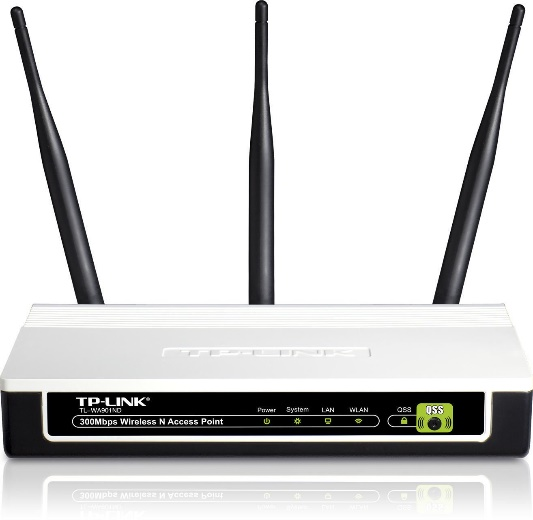 TP-LINK
TP-LINK®
TL-WA901ND
300Mbps Wireless N Access Point
Power System LAN WLAN QSS
QSS